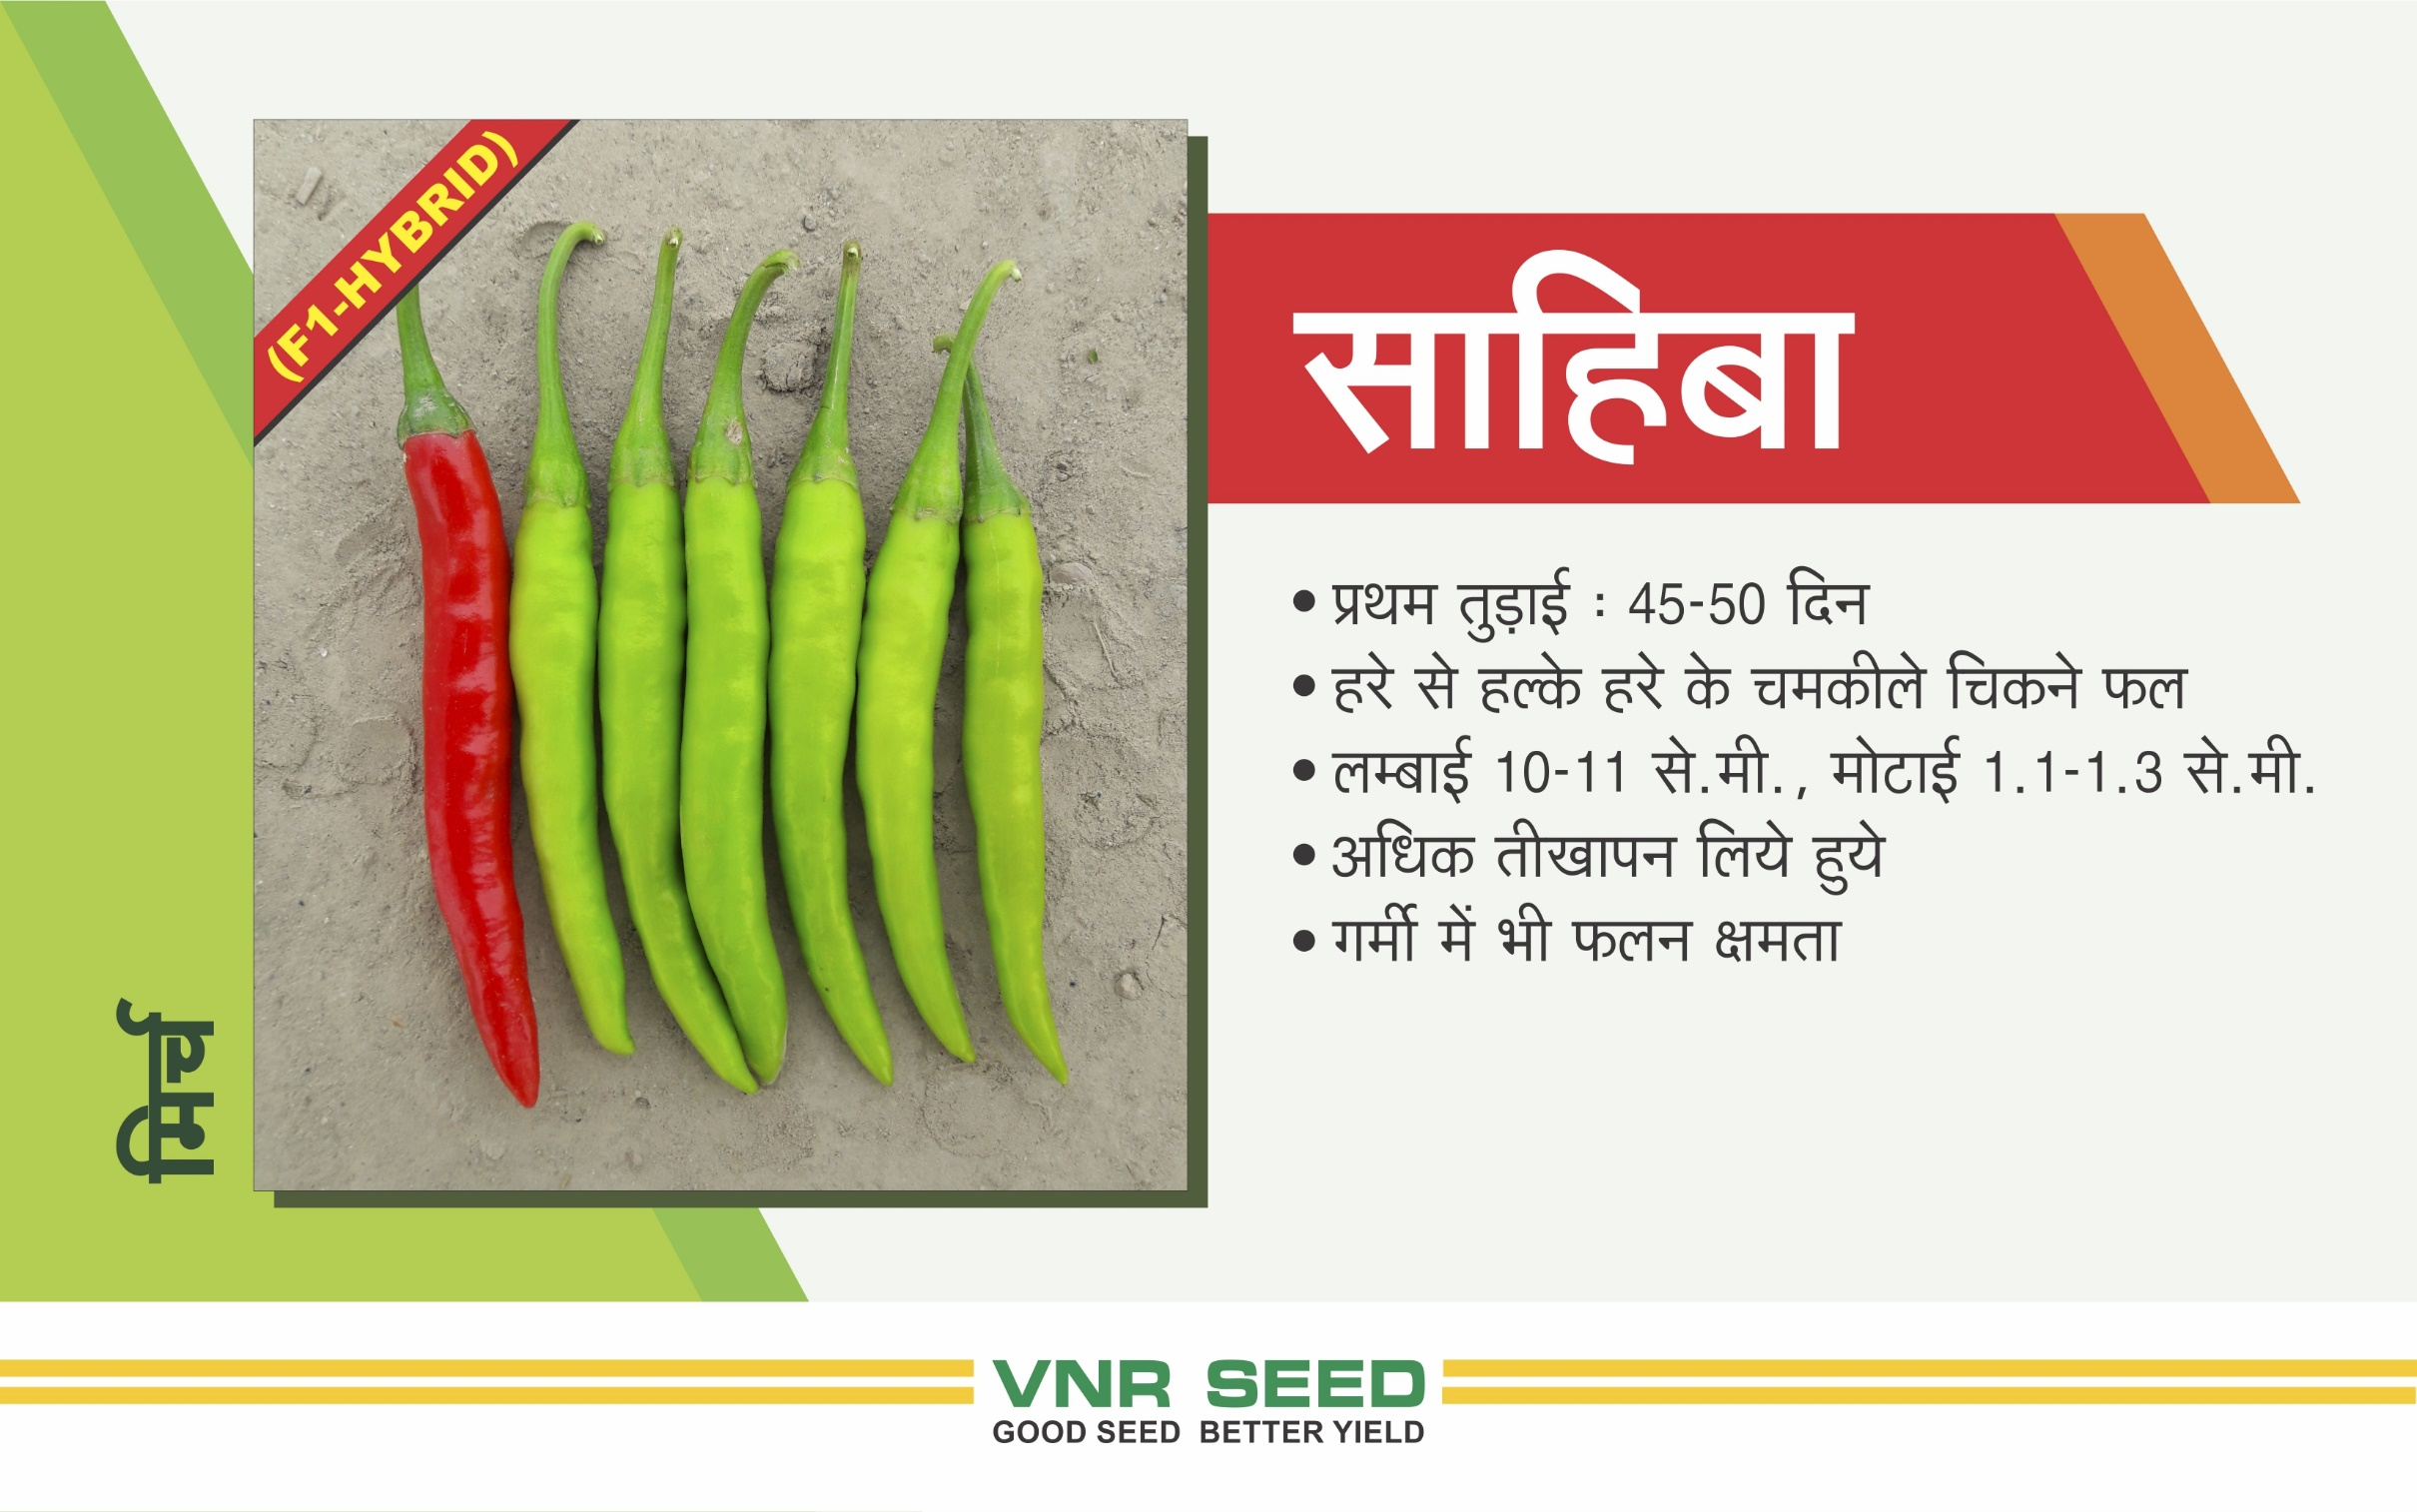 (F1-HYBRID)
साहिबा
• प्रथम तुड़ाई : 45-50 दिन
• हरे से हल्के हरे के चमकीले चिकने फल
• लम्बाई 10-11 से.मी., मोटाई 1.1-1.3 से.मी.
• अधिक तीखापन लिये हुये
• गर्मी में भी फलन क्षमता
मिर्च
VNR SEED
GOOD SEED BETTER YIELD